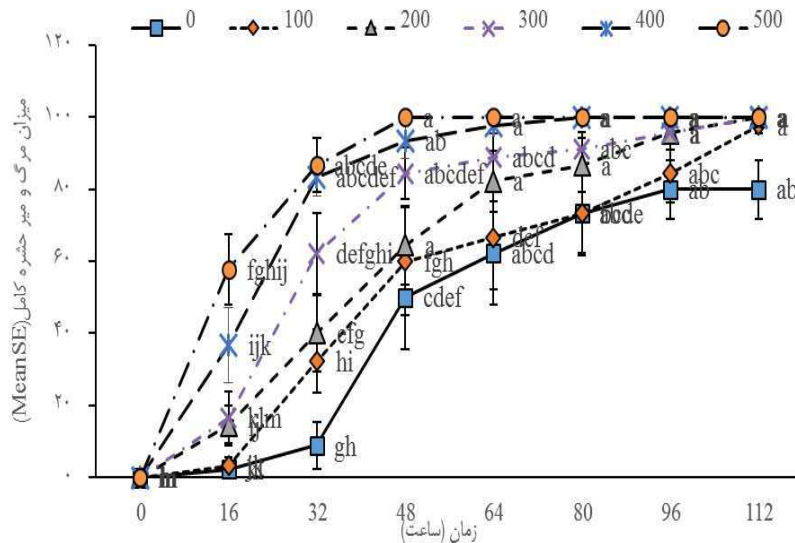 0 100 200 300 400 500
میزان مرگ و میر حشره کامل (MeanSE)
۱۲۰
۱۰۰
۸۰
۶۰
۴۰
۲۰
۰
a a a a a
ab a a
abcde
abcdef abcdef abcd abc
a a
abc
ab ab
defghi a def
fgh abcd
fghij cdef
ijk efg
hi
klm
gh
0 16 32 48 64 80 96 112
زمان (ساعت)